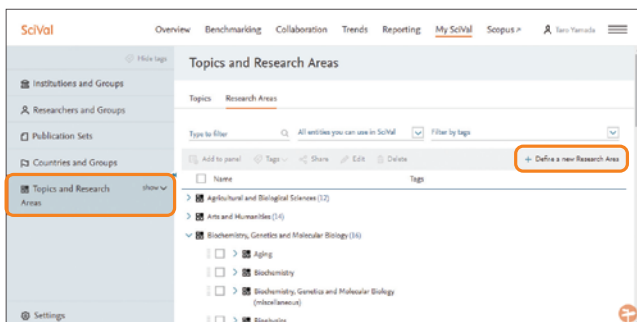 SciVal
Overview Benchmarking Collaboration Trends Reporting My SciVal Scopus Taro Yamada
Hide tags
Topics and Research Areas
Institutions and Groups
Researchers and Groups
Publication Sets
Countries and Groups
Topics and Research Areas
show
Topics Research Areas
Type to filter All entities you can use in SciVal Filter by tags
Add to panel Tags Share Edit Delete + Define a new Research Area
Name Tags
Agricultural and Biological Sciences (12)
Arts and Humanities (14)
Biochemistry, Genetics and Molecular Biology (16)
Aging
Biochemistry
Biochemistry, Genetics and Molecular Biology
(miscellaneous)
Biophysics
Settings